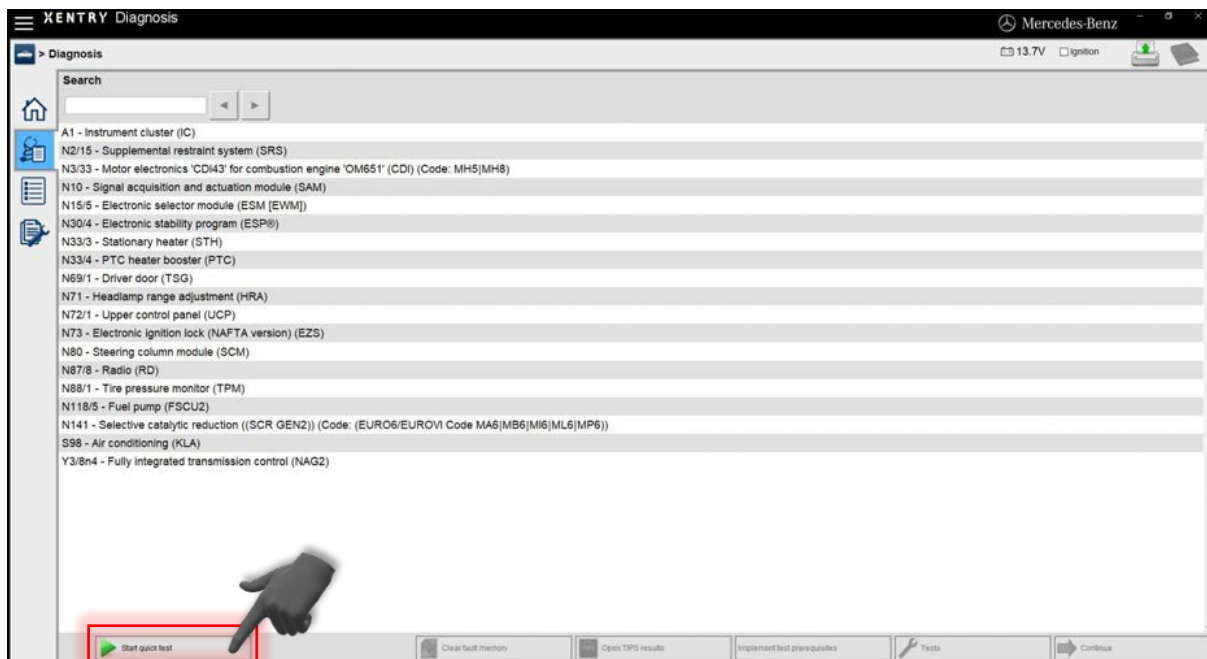 XENTRY Diagnosis
Mercedes-Benz
> Diagnosis
13.7V Ignition
Search
A1 - Instrument cluster (IC)
N2/15 - Supplemental restraint system (SRS)
N3/33 - Motor electronics 'CDI43' for combustion engine 'OM651' (CDI) (Code: MH5|MH8)
N10 - Signal acquisition and actuation module (SAM)
N15/5 - Electronic selector module (ESM [EWM])
N30/4 - Electronic stability program (ESP®)
N33/3 - Stationary heater (STH)
N33/4 - PTC heater booster (PTC)
N69/1 - Driver door (TSG)
N71 - Headlamp range adjustment (HRA)
N72/1 - Upper control panel (UCP)
N73 - Electronic ignition lock (NAFTA version) (EZS)
N80 - Steering column module (SCM)
N87/8 - Radio (RD)
N88/1 - Tire pressure monitor (TPM)
N118/5 - Fuel pump (FSCU2)
N141 - Selective catalytic reduction ((SCR GEN2)) (Code: (EURO6/EUROVI Code MA6|MB6|MI6|ML6|MP6))
S98 - Air conditioning (KLA)
Y3/8n4 - Fully integrated transmission control (NAG2)
Start quick test Clear fault memory Open TIPS results Implement test prerequisites Tests Continue